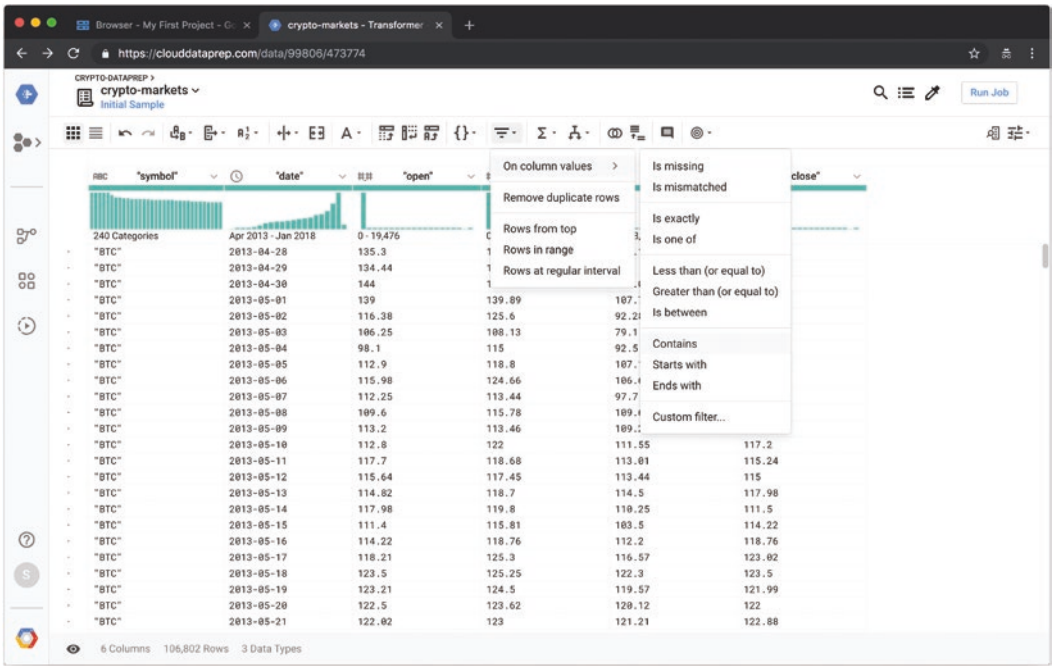 Browser - My First Project - Go
crypto-markets - Transformer
https://clouddataprep.com/data/99806/473774
CRYPTO-DATAPREP >
crypto-markets
Initial Sample
Run Job
ABC "symbol" "date" #.# "open" close"
240 Categories Apr 2013 - Jan 2018 0 - 19,476
On column values >
Remove duplicate rows
Rows from top
Rows in range
Rows at regular interval
Is missing
Is mismatched
Is exactly
Is one of
Less than (or equal to)
Greater than (or equal to)
Is between
Contains
Starts with
Ends with
Custom filter...
"BTC" 2013-04-28 135.3
"BTC" 2013-04-29 134.44
"BTC" 2013-04-30 144
"BTC" 2013-05-01 139 139.89 107.
"BTC" 2013-05-02 116.38 125.6 92.28
"BTC" 2013-05-03 106.25 108.13 79.1
"BTC" 2013-05-04 98.1 115 92.5
"BTC" 2013-05-05 112.9 118.8 107.
"BTC" 2013-05-06 115.98 124.66 106.
"BTC" 2013-05-07 112.25 113.44 97.7
"BTC" 2013-05-08 109.6 115.78 109.
"BTC" 2013-05-09 113.2 113.46 109.
"BTC" 2013-05-10 112.8 122 111.55 117.2
"BTC" 2013-05-11 117.7 118.68 113.01 115.24
"BTC" 2013-05-12 115.64 117.45 113.44 115
"BTC" 2013-05-13 114.82 118.7 114.5 117.98
"BTC" 2013-05-14 117.98 119.8 110.25 111.5
"BTC" 2013-05-15 111.4 115.81 103.5 114.22
"BTC" 2013-05-16 114.22 118.76 112.2 118.76
"BTC" 2013-05-17 118.21 125.3 116.57 123.02
"BTC" 2013-05-18 123.5 125.25 122.3 123.5
"BTC" 2013-05-19 123.21 124.5 119.57 121.99
"BTC" 2013-05-20 122.5 123.62 120.12 122
"BTC" 2013-05-21 122.02 123 121.21 122.88
S
6 Columns 106,802 Rows 3 Data Types